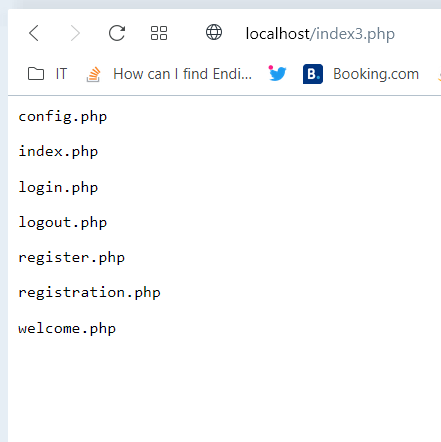 localhost/index3.php
IT How can I find Endi... B. Booking.com
config.php
index.php
login.php
logout.php
register.php
registration.php
welcome.php